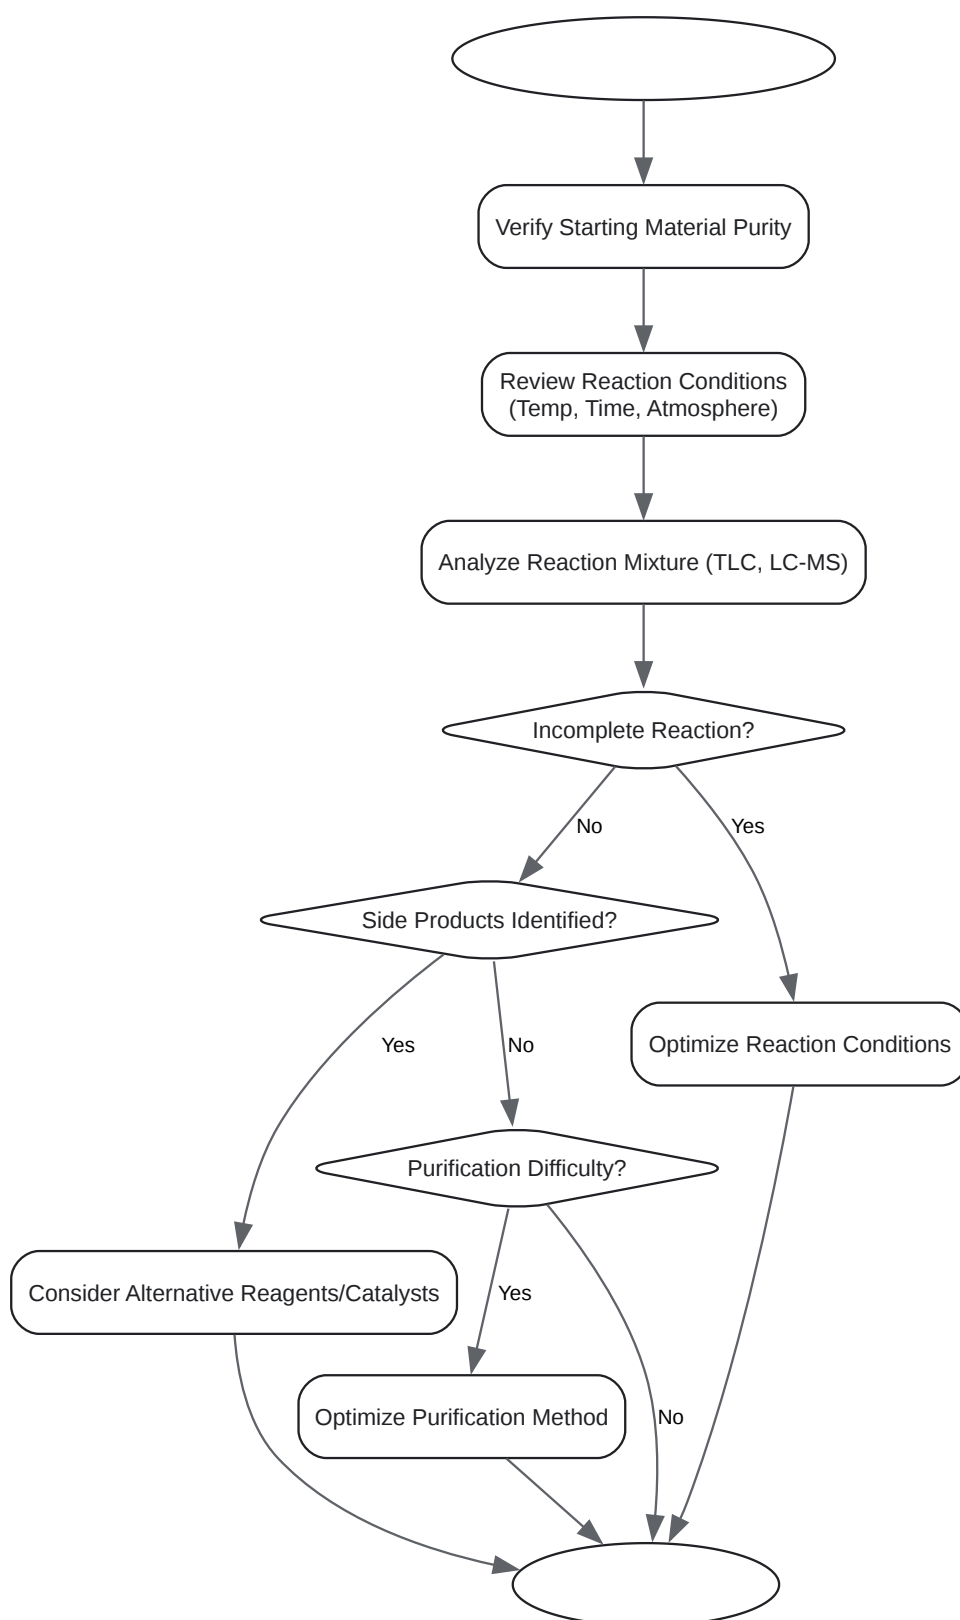 Verify Starting Material Purity
Review Reaction Conditions
(Temp, Time, Atmosphere)
Analyze Reaction Mixture (TLC, LC-MS)
Incomplete Reaction?
No
Yes
Side Products Identified?
Yes
No
Optimize Reaction Conditions
Purification Difficulty?
Consider Alternative Reagents/Catalysts
Yes
Optimize Purification Method
No